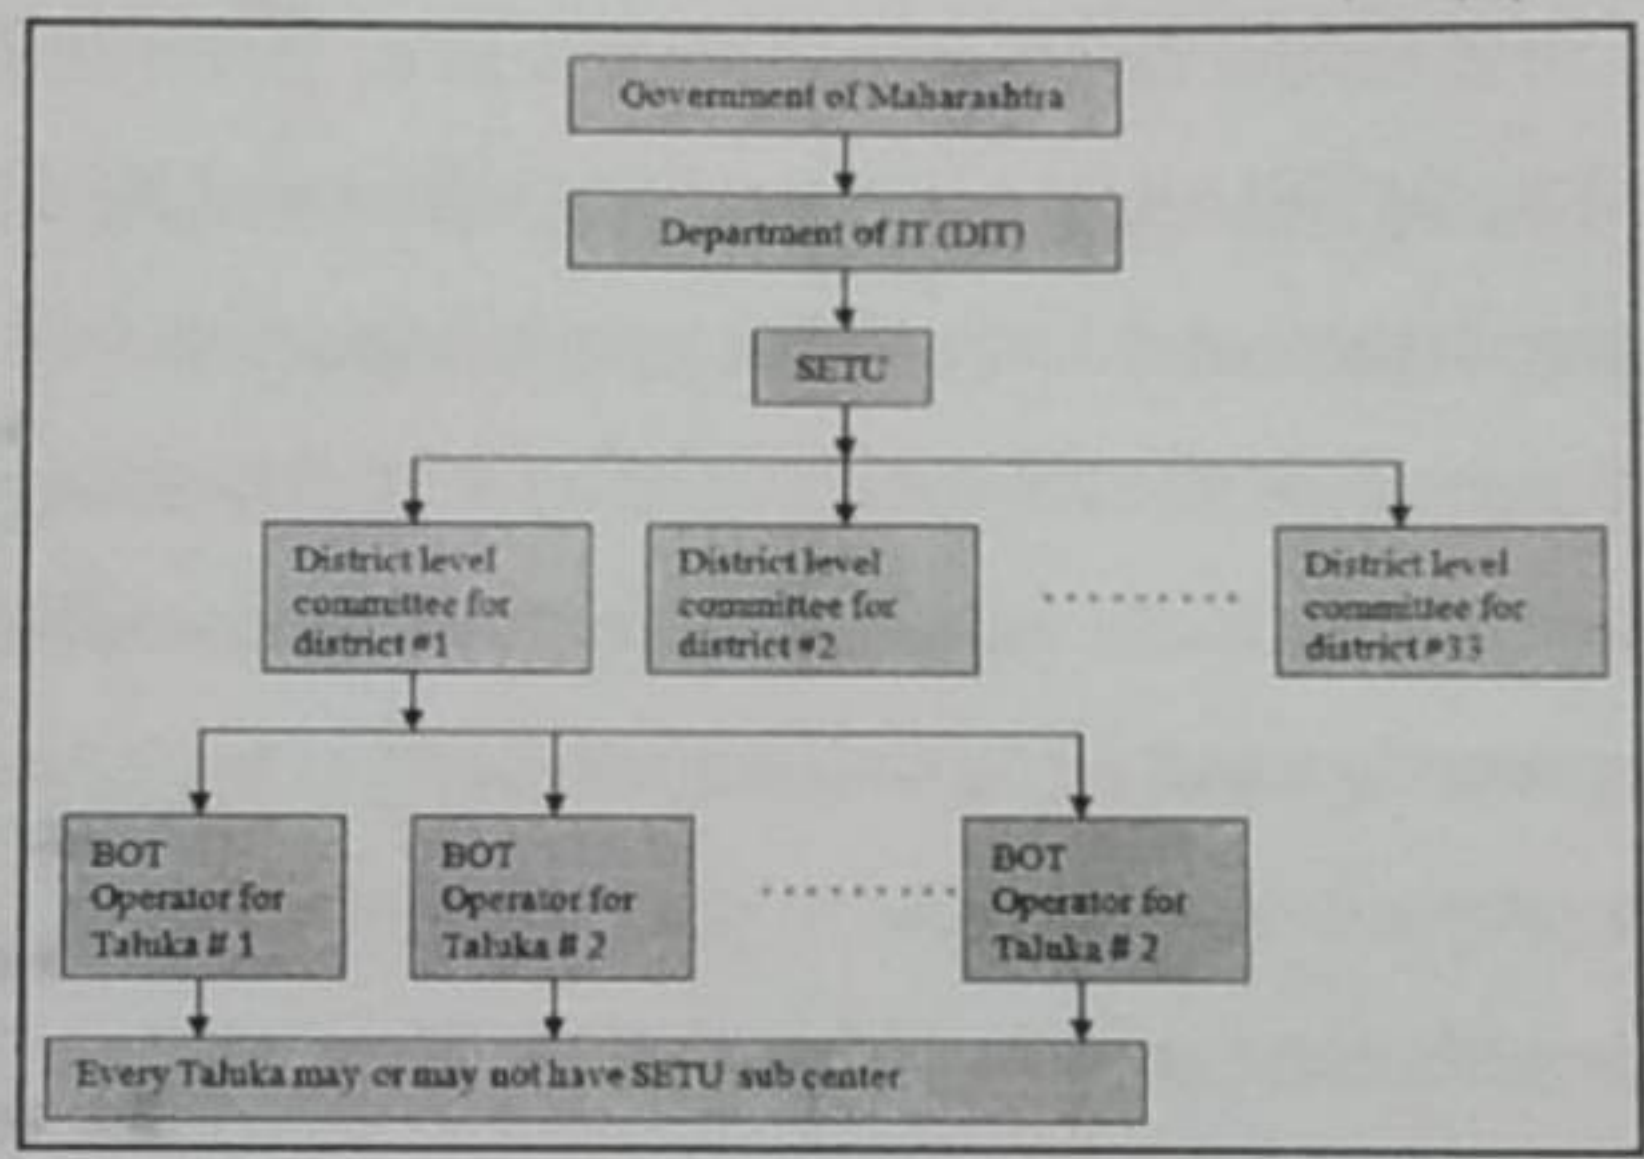 Government of Maharashtra
Department of IT (DIT)
SETU
District level
committee for
district #1
District level
committee for
district #2
District level
committee for
district #33
BOT
Operator for
Taluka # 1
BOT
Operator for
Taluka # 2
BOT
Operator for
Taluka # 2
Every Taluka may or may not have SETU sub center